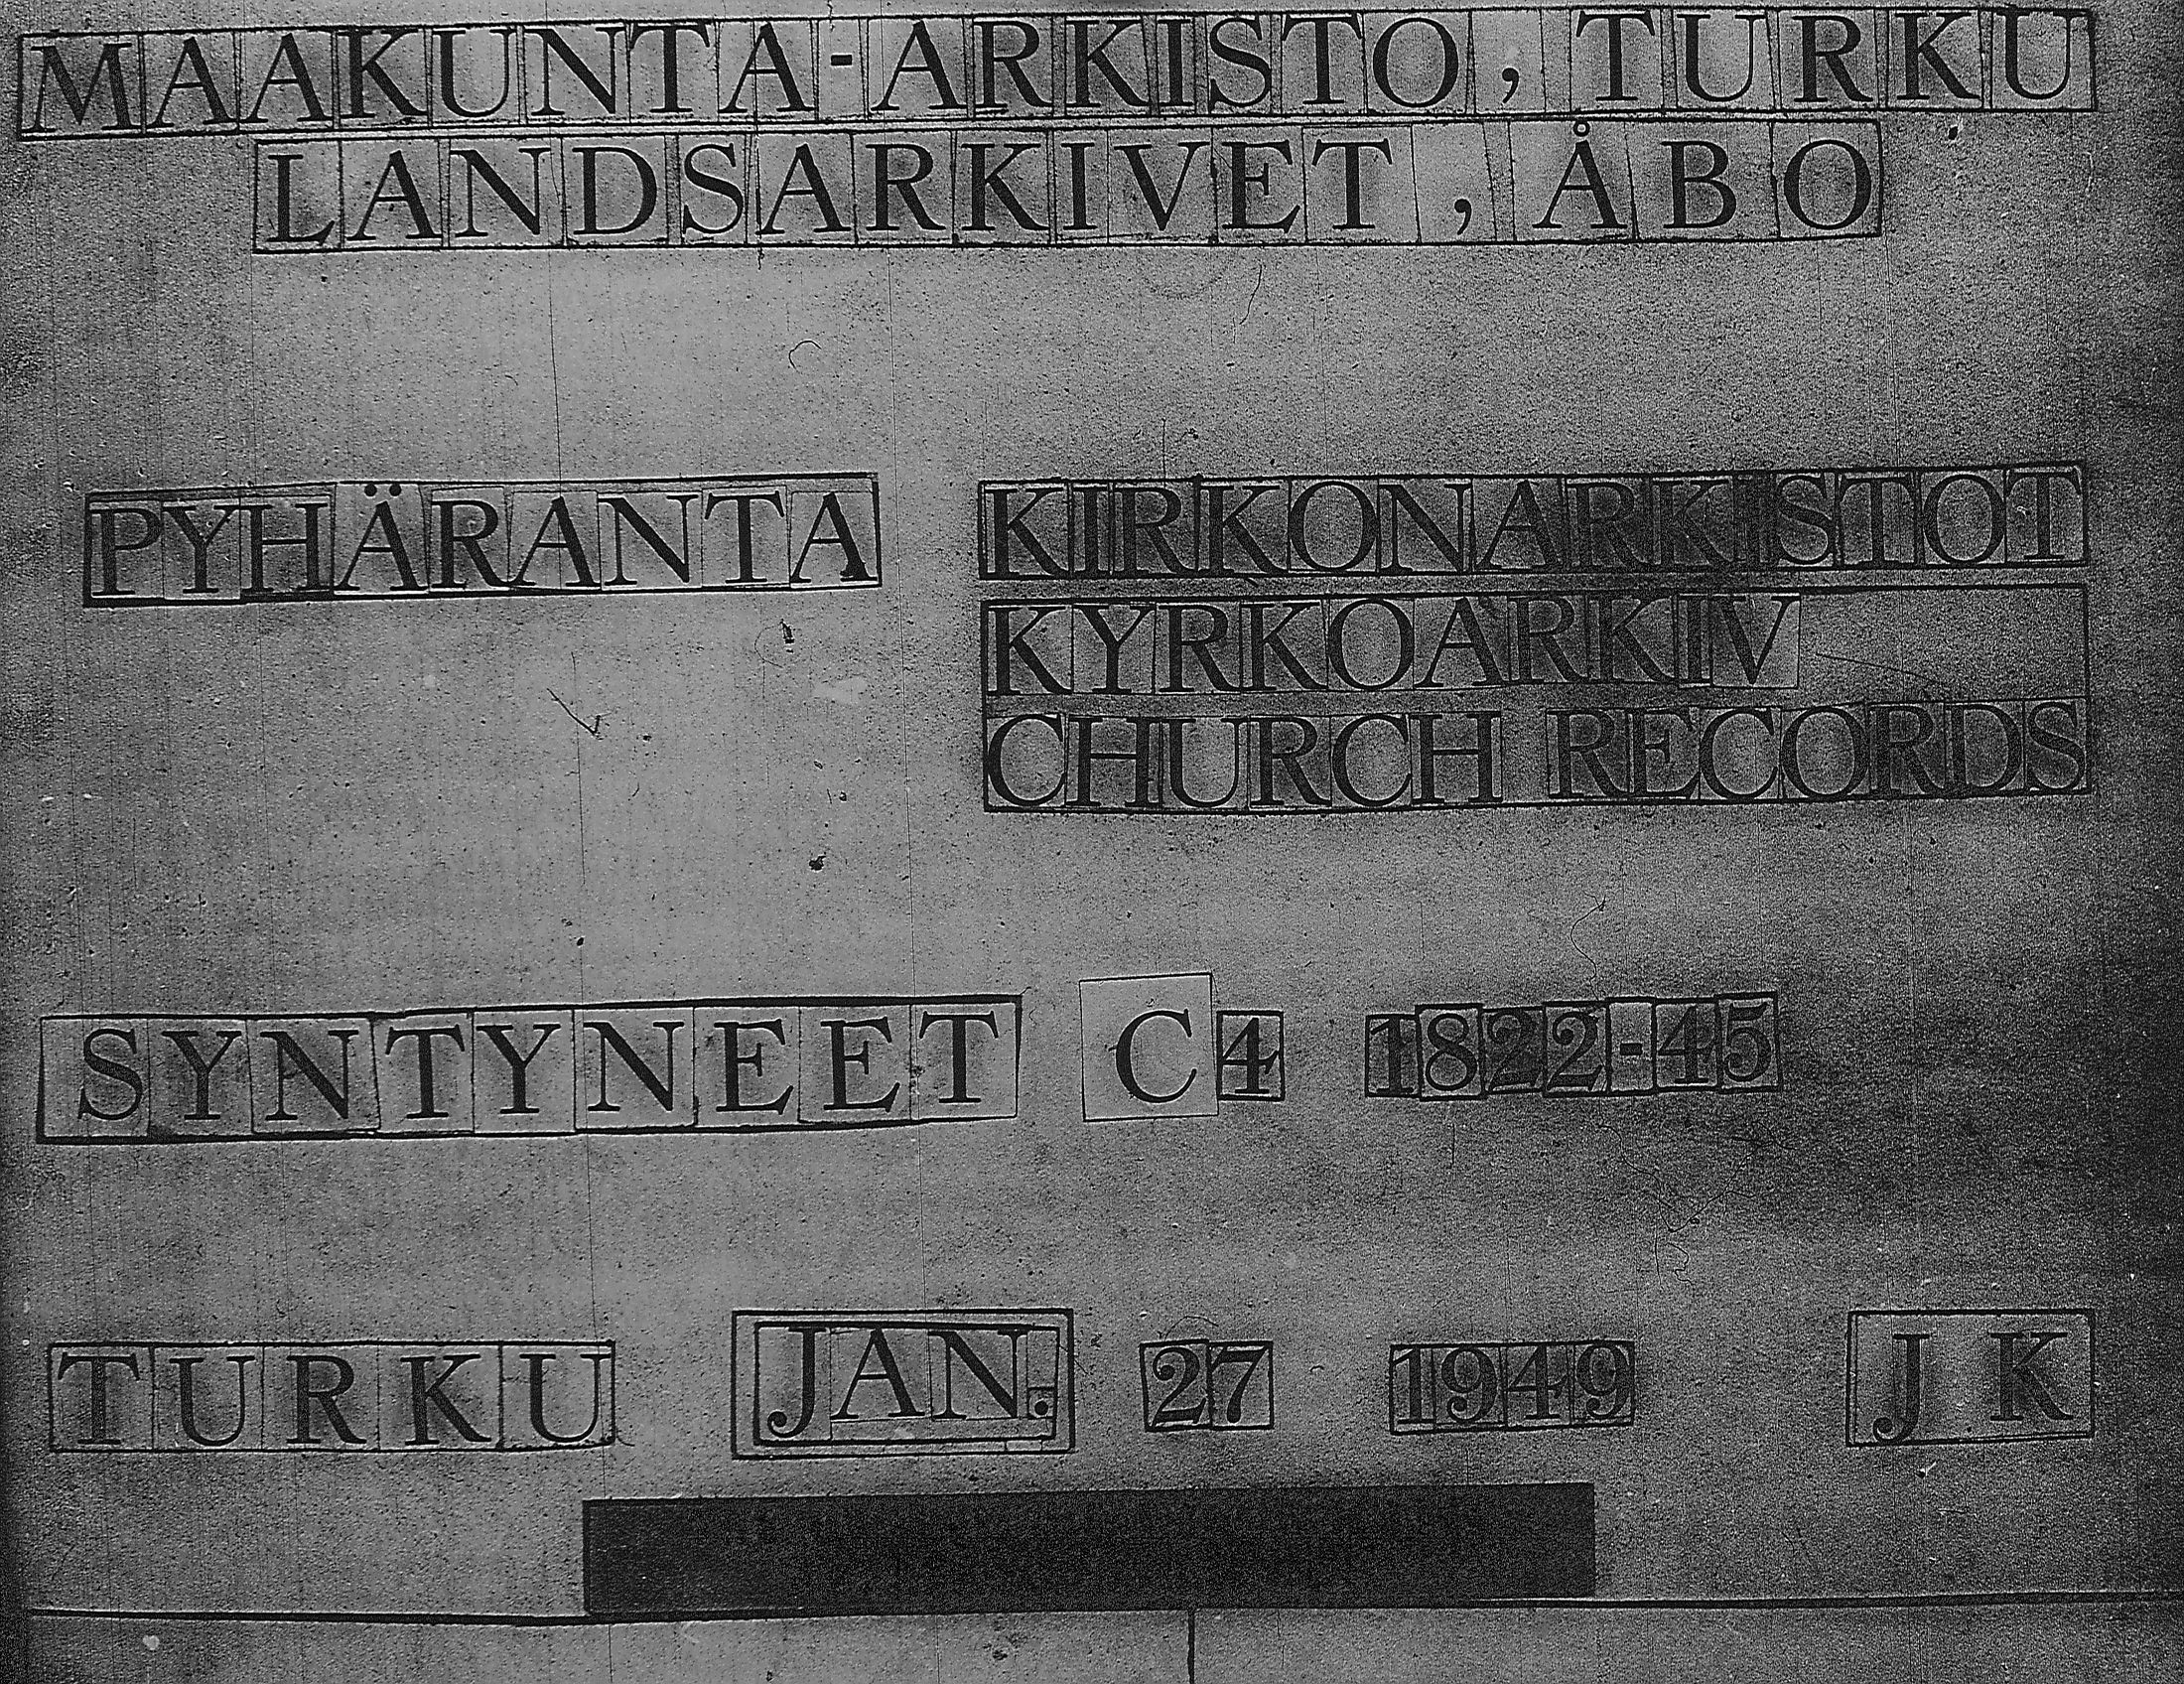 MAAKUNTA-ARKISTO, TURKU
LANDSARKIVET, ÅBO
PYHÄRANTA
KIRKONARKISTOT
KYRKOARKIV
CHURCH RECORDS
SYNTYNEET C4 1822-45
TURKU JAN. 27 1949 J K